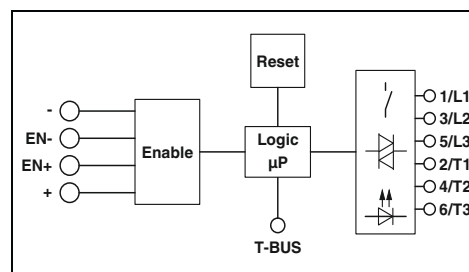 Reset
-
EN-
EN+
+
Enable
Logic
µP
T-BUS
1/L1
3/L2
5/L3
2/T1
4/T2
6/T3